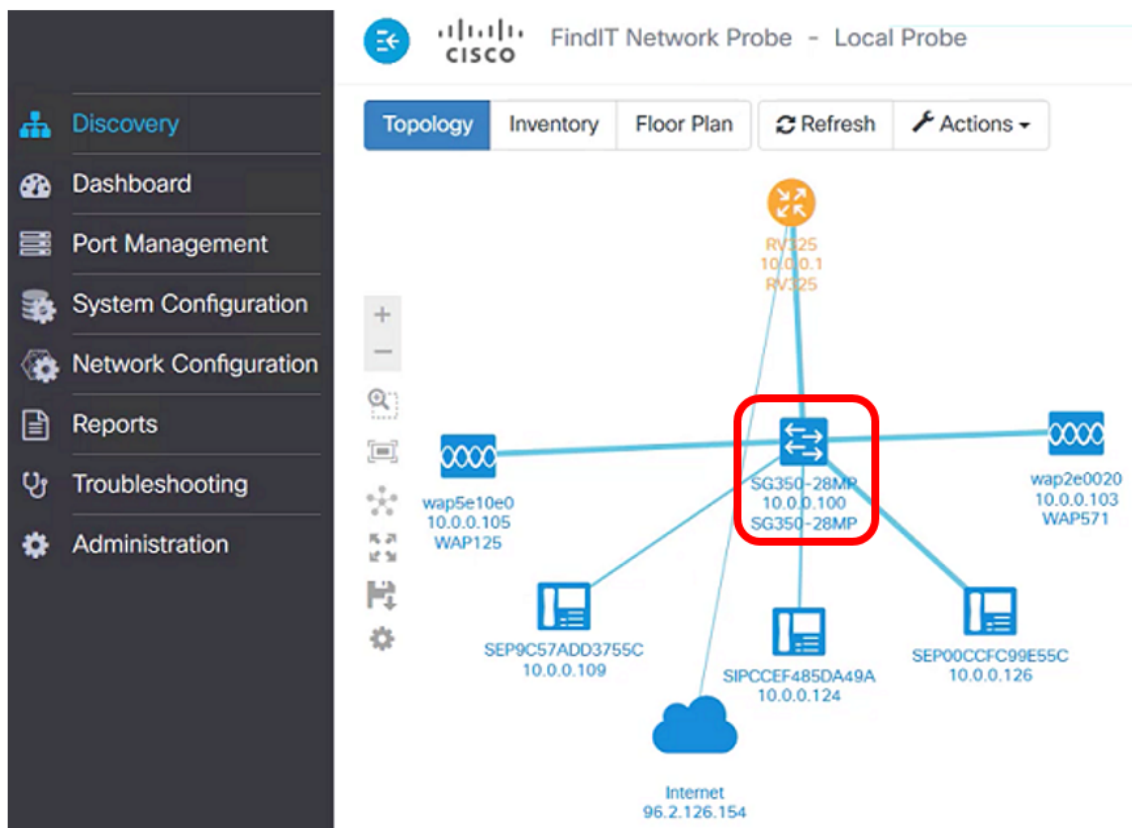 CISCO
FindIT Network Probe - Local Probe
Discovery
Dashboard
Port Management
System Configuration
Network Configuration
Reports
Troubleshooting
Administration
Topology
Inventory
Floor Plan
Refresh
Actions
RV325
10.0.0.1
RV325
SG350-28MP
10.0.0.100
SG350-28MP
wap5e10e0
10.0.0.105
WAP125
wap2e0020
10.0.0.103
WAP571
SEP9C57ADD3755C
10.0.0.109
SIPCCEF485DA49A
10.0.0.124
SEP00CCFC99E55C
10.0.0.126
Internet
96.2.126.154